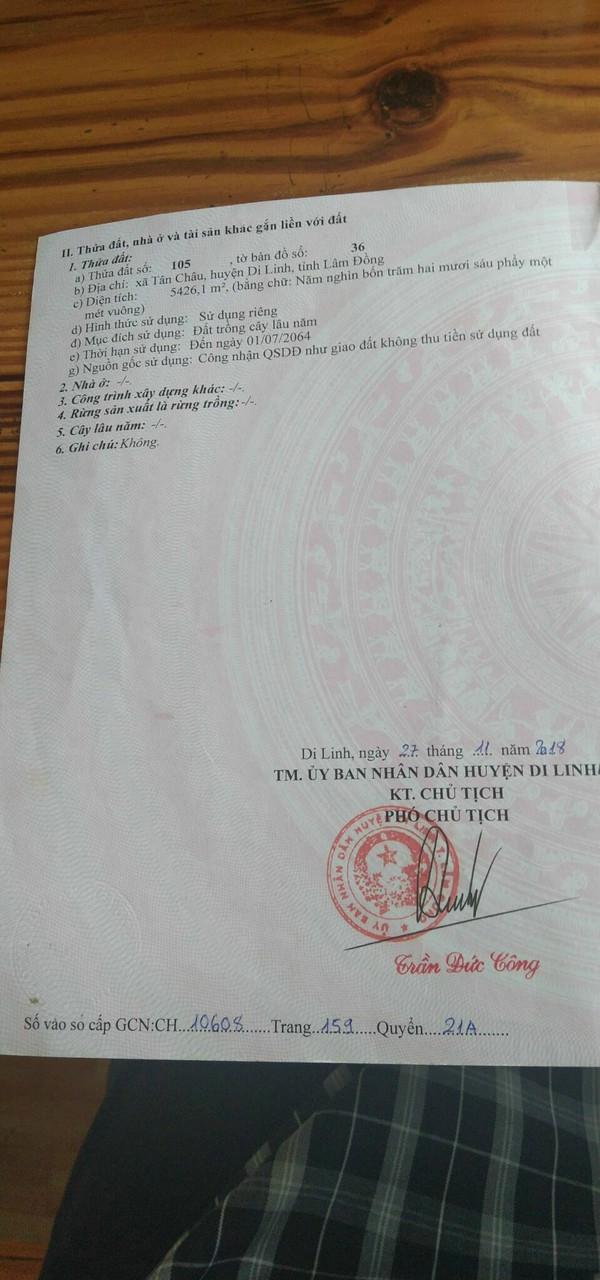 II. Thửa đất, nhà ở và tài sản khác gắn liền với đất
1. Thửa đất:
a) Thửa đất số: 105 , tờ bản đồ số: 36
b) Địa chỉ: xã Tân Châu, huyện Di Linh, tỉnh Lâm Đồng
c) Diện tích: 5426,1 m², (bằng chữ: Năm nghìn bốn trăm hai mươi sáu phẩy một
mét vuông)
d) Hình thức sử dụng: Sử dụng riêng
đ) Mục đích sử dụng: Đất trồng cây lâu năm
e) Thời hạn sử dụng: Đến ngày 01/07/2064
g) Nguồn gốc sử dụng: Công nhận QSDĐ như giao đất không thu tiền sử dụng đất
2. Nhà ở: -/-.
3. Công trình xây dựng khác: -/-.
4. Rừng sản xuất là rừng trồng: -/-.
5. Cây lâu năm: -/-.
6. Ghi chú: Không.
Di Linh, ngày 27 tháng 11 năm 2018
TM. ỦY BAN NHÂN DÂN HUYỆN DI LINH
KT. CHỦ TỊCH
PHÓ CHỦ TỊCH
ỦY BAN NHÂN DÂN HUYỆN DI LINH
Trần Đức Công
Số vào sổ cấp GCN:CH...10608.......Trang...159.....Quyển....21A.......